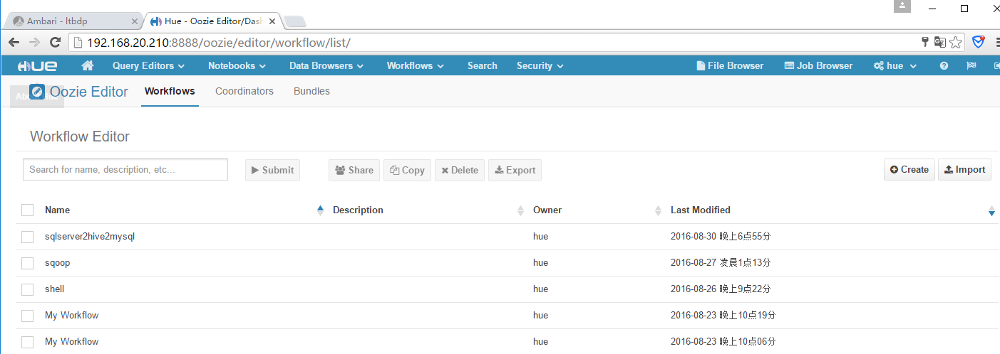 Ambari - ltbdp
Hue - Oozie Editor/Das
192.168.20.210:8888/oozie/editor/workflow/list/
HUE Query Editors Notebooks Data Browsers Workflows Search Security File Browser Job Browser hue
Oozie Editor Workflows Coordinators Bundles
Workflow Editor
Search for name, description, etc... Submit Share Copy Delete Export Create Import
Name Description Owner Last Modified
sqlserver2hive2mysql hue 2016-08-30 晚上6点55分
sqoop hue 2016-08-27 凌晨1点13分
shell hue 2016-08-26 晚上9点22分
My Workflow hue 2016-08-23 晚上10点19分
My Workflow hue 2016-08-23 晚上10点06分